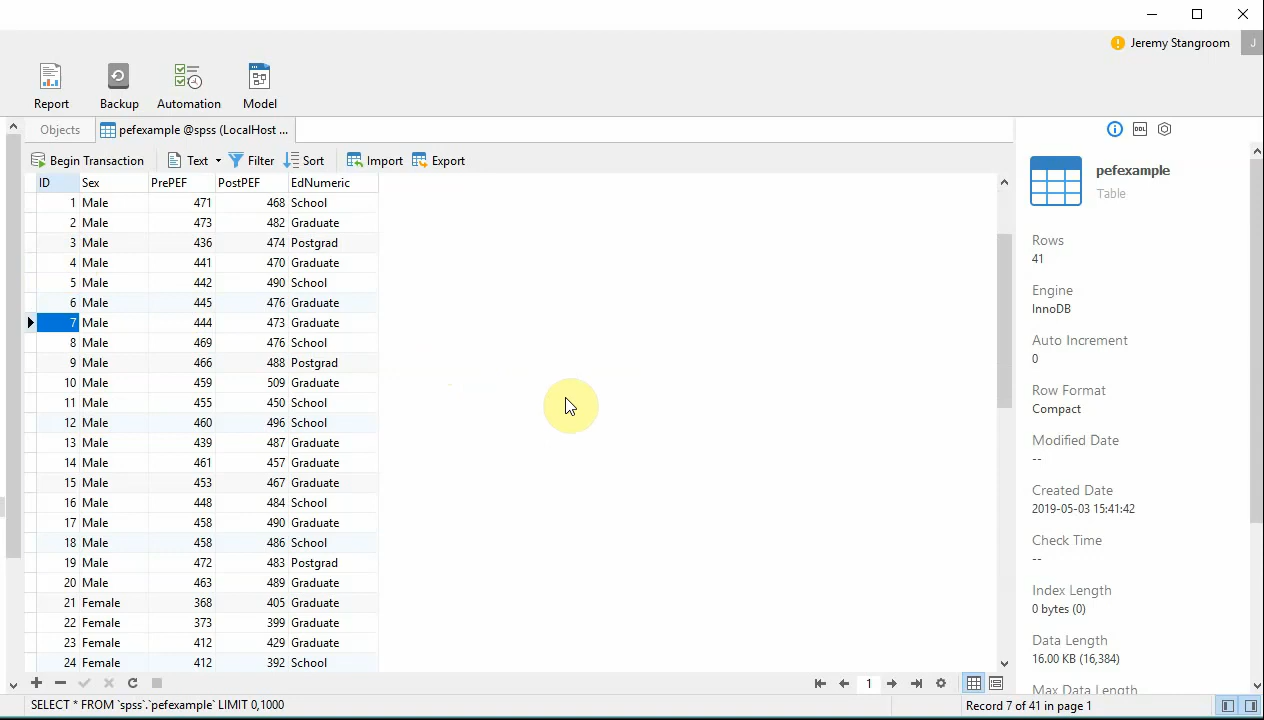 Jeremy Stangroom J
Report Backup Automation Model
Objects pefexample @spss (LocalHost ...
Begin Transaction Text Filter Sort Import Export
ID Sex PrePEF PostPEF EdNumeric
1 Male 471 468 School
2 Male 473 482 Graduate
3 Male 436 474 Postgrad
4 Male 441 470 Graduate
5 Male 442 490 School
6 Male 445 476 Graduate
7 Male 444 473 Graduate
8 Male 469 476 School
9 Male 466 488 Postgrad
10 Male 459 509 Graduate
11 Male 455 450 School
12 Male 460 496 School
13 Male 439 487 Graduate
14 Male 461 457 Graduate
15 Male 453 467 Graduate
16 Male 448 484 School
17 Male 458 490 Graduate
18 Male 458 486 School
19 Male 472 483 Postgrad
20 Male 463 489 Graduate
21 Female 368 405 Graduate
22 Female 373 399 Graduate
23 Female 412 429 Graduate
24 Female 412 392 School
1
SELECT * FROM `spss`.`pefexample` LIMIT 0,1000
Record 7 of 41 in page 1
DDL
pefexample
Table
Rows
41
Engine
InnoDB
Auto Increment
0
Row Format
Compact
Modified Date
--
Created Date
2019-05-03 15:41:42
Check Time
--
Index Length
0 bytes (0)
Data Length
16.00 KB (16,384)
Max Data Length